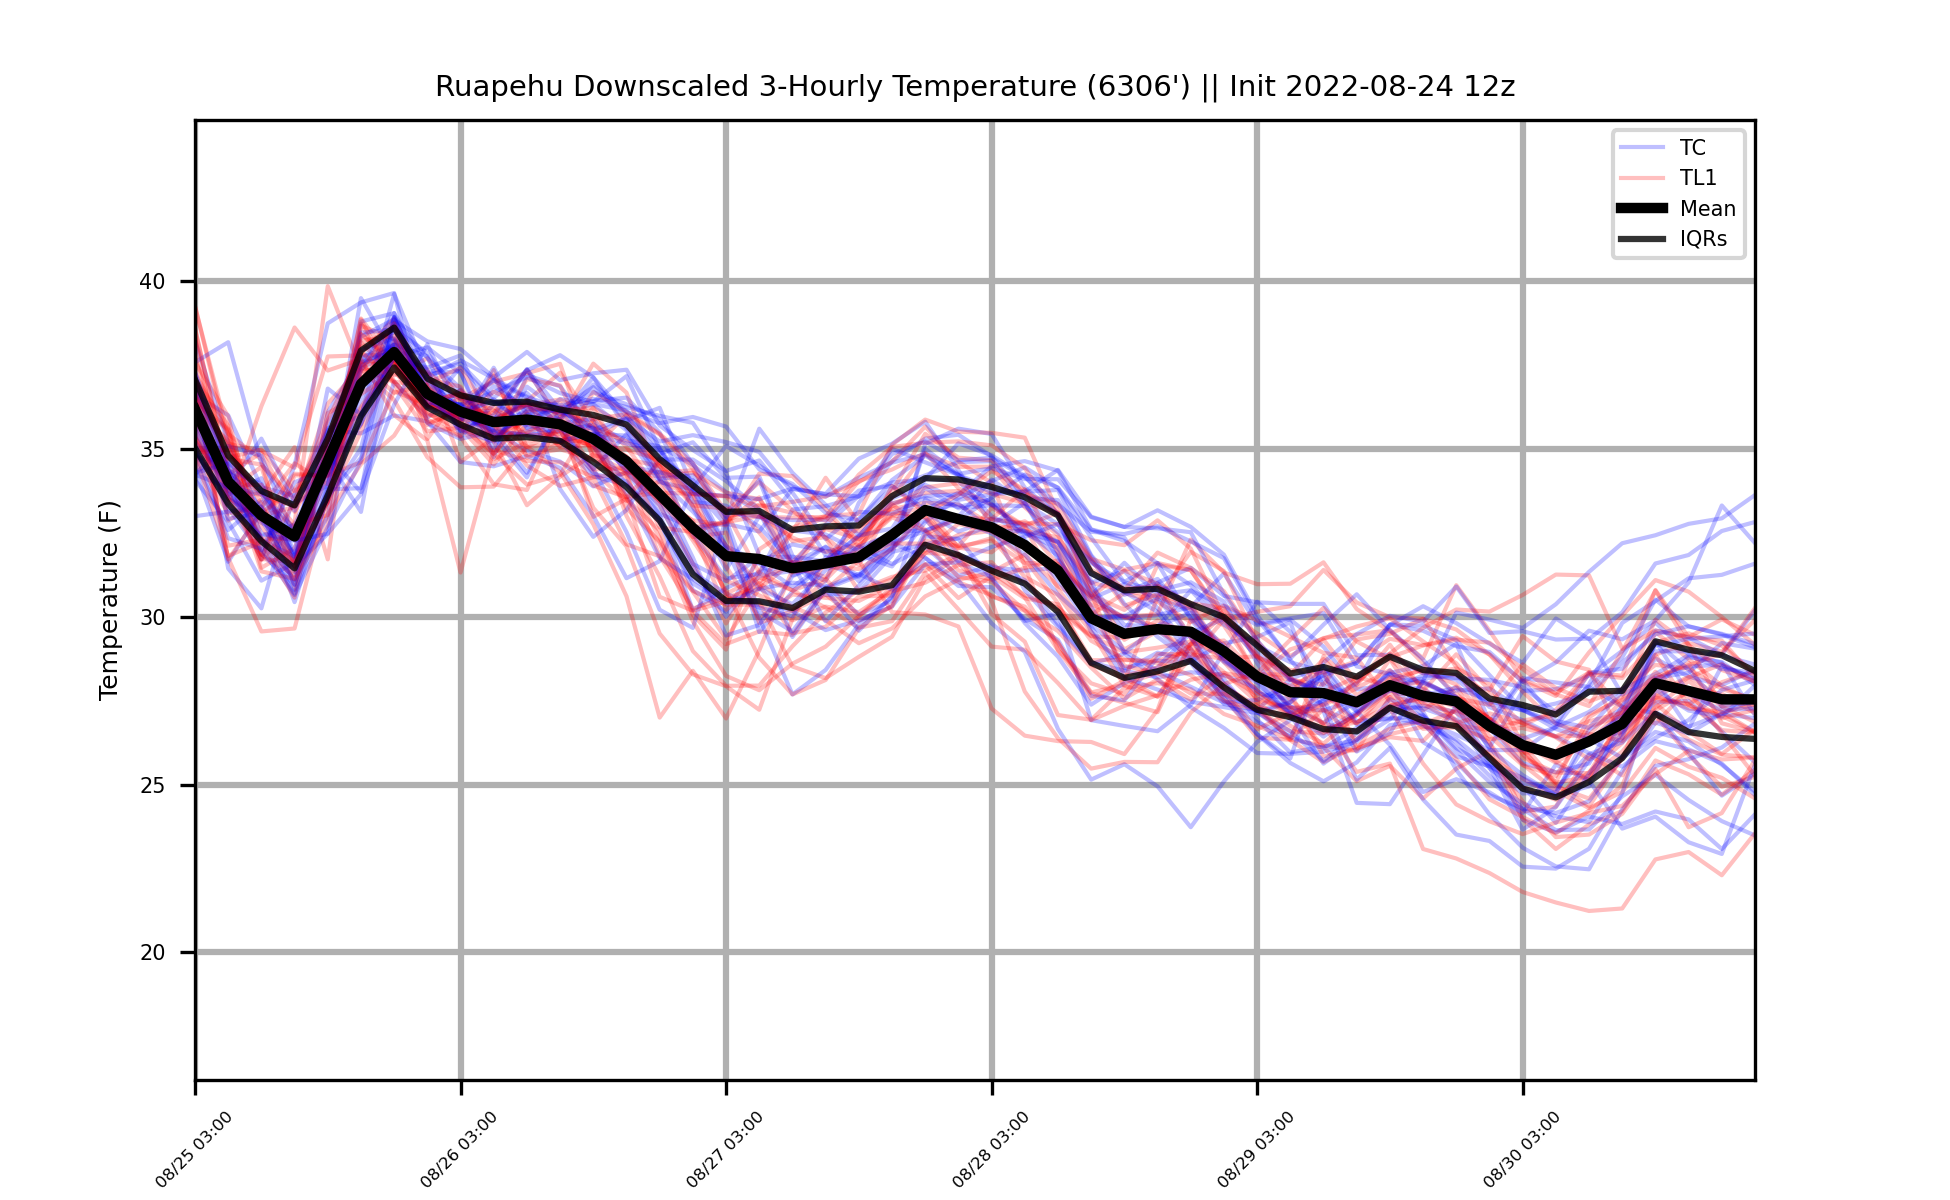 Ruapehu Downscaled 3-Hourly Temperature (6306') || Init 2022-08-24 12z
TC
TL1
Mean
IQRs
Temperature (F)
40
35
30
25
20
08/25 03:00
08/26 03:00
08/27 03:00
08/28 03:00
08/29 03:00
08/30 03:00